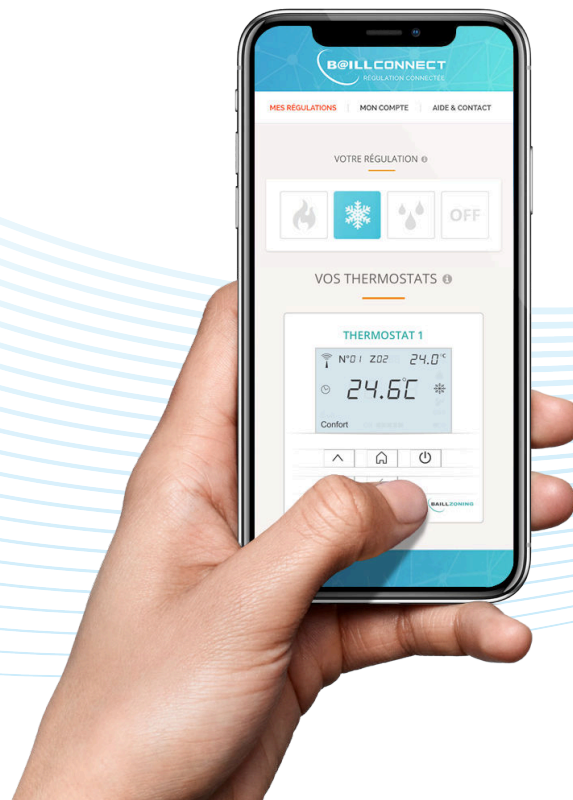 B@ILLCONNECT
RÉGULATION CONNECTÉE
MES RÉGULATIONS MON COMPTE AIDE & CONTACT
VOTRE RÉGULATION
OFF
VOS THERMOSTATS
THERMOSTAT 1
N°01 Z02 24.0°C
24.6°C
Confort
BAILLZONING